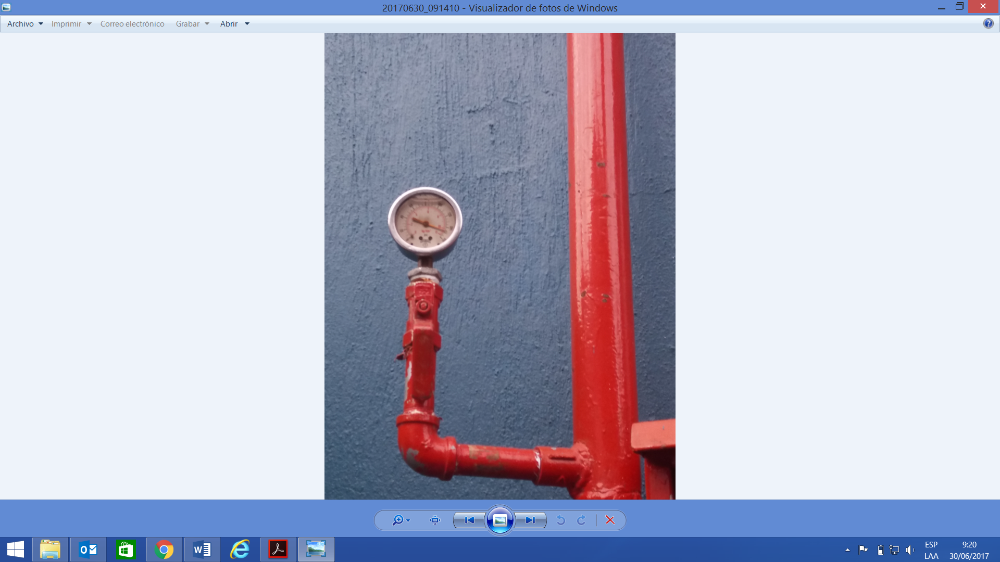 20170630_091410 - Visualizador de fotos de Windows
Archivo Imprimir Correo electrónico Grabar Abrir
ESP 9:20
LAA 30/06/2017